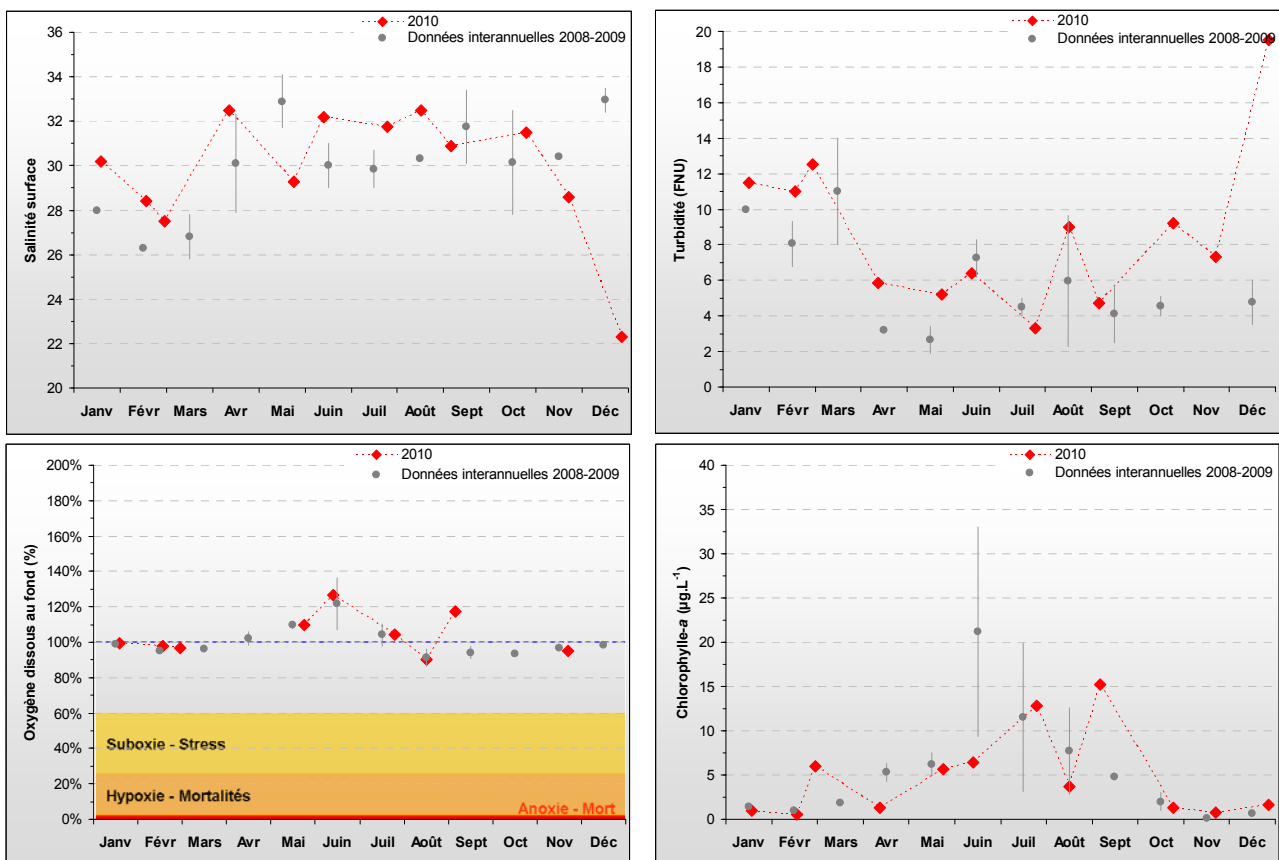 2010
Données interannuelles 2008-2009
Salinité surface
36
34
32
30
28
26
24
22
20
Janv Févr Mars Avr Mai Juin Juil Août Sept Oct Nov Déc
2010
Données interannuelles 2008-2009
Turbidité (FNU)
20
18
16
14
12
10
8
6
4
2
0
Janv Févr Mars Avr Mai Juin Juil Août Sept Oct Nov Déc
2010
Données interannuelles 2008-2009
Oxygène dissous au fond (%)
200%
180%
160%
140%
120%
100%
80%
60%
40%
20%
0%
Suboxie - Stress
Hypoxie - Mortalités
Anoxie - Mort
Janv Févr Mars Avr Mai Juin Juil Août Sept Oct Nov Déc
2010
Données interannuelles 2008-2009
Chlorophylle-a (µg.L⁻¹)
40
35
30
25
20
15
10
5
0
Janv Févr Mars Avr Mai Juin Juil Août Sept Oct Nov Déc